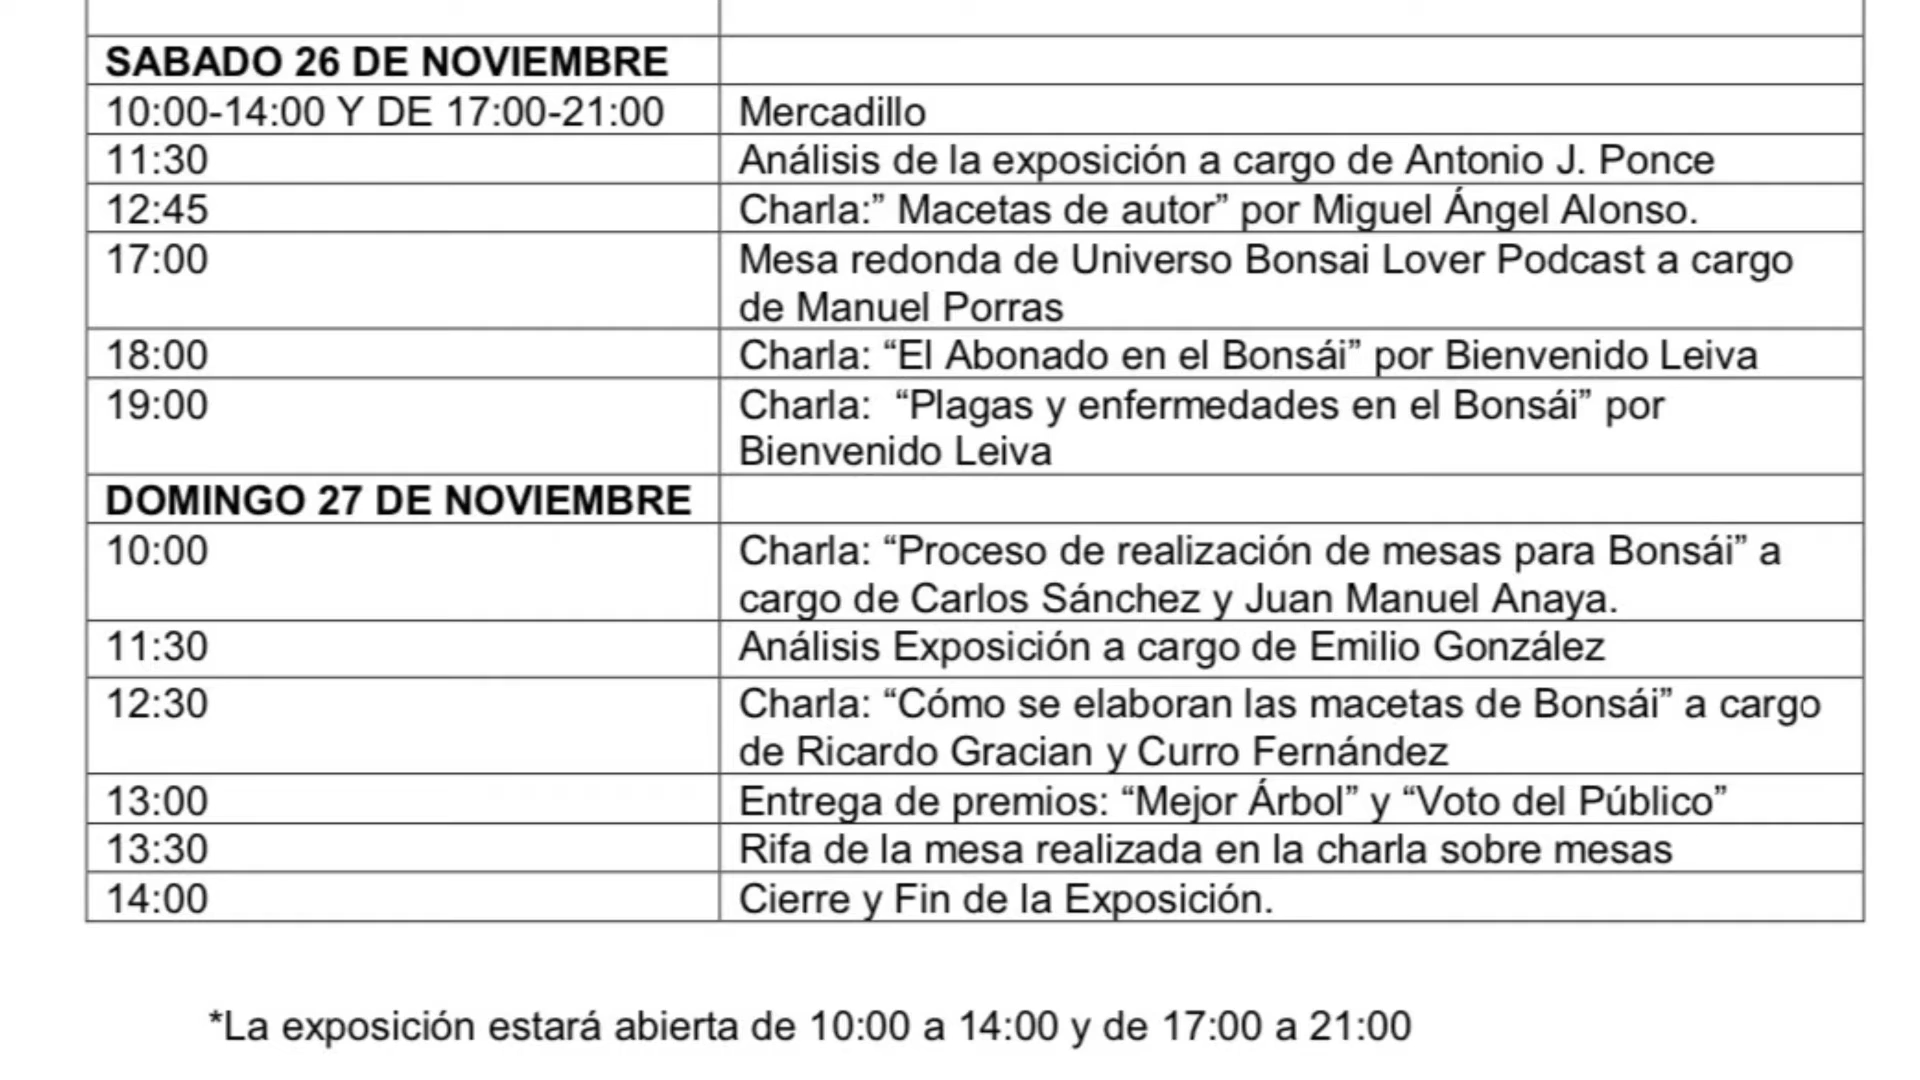 SABADO 26 DE NOVIEMBRE
10:00-14:00 Y DE 17:00-21:00 Mercadillo
11:30 Análisis de la exposición a cargo de Antonio J. Ponce
12:45 Charla:” Macetas de autor” por Miguel Ángel Alonso.
17:00 Mesa redonda de Universo Bonsai Lover Podcast a cargo
de Manuel Porras
18:00 Charla: “El Abonado en el Bonsái” por Bienvenido Leiva
19:00 Charla:  “Plagas y enfermedades en el Bonsái” por
Bienvenido Leiva
DOMINGO 27 DE NOVIEMBRE
10:00 Charla: “Proceso de realización de mesas para Bonsái” a
cargo de Carlos Sánchez y Juan Manuel Anaya.
11:30 Análisis Exposición a cargo de Emilio González
12:30 Charla: “Cómo se elaboran las macetas de Bonsái” a cargo
de Ricardo Gracian y Curro Fernández
13:00 Entrega de premios: “Mejor Árbol” y “Voto del Público”
13:30 Rifa de la mesa realizada en la charla sobre mesas
14:00 Cierre y Fin de la Exposición.
*La exposición estará abierta de 10:00 a 14:00 y de 17:00 a 21:00